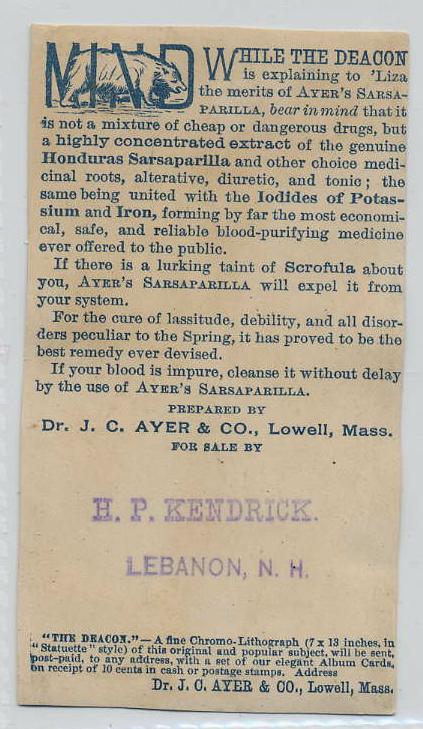 MIND WHILE THE DEACON
is explaining to 'Liza
the merits of AYER'S SARSA-
PARILLA, bear in mind that it
is not a mixture of cheap or dangerous drugs, but
a highly concentrated extract of the genuine
Honduras Sarsaparilla and other choice medi-
cinal roots, alterative, diuretic, and tonic; the
same being united with the Iodides of Potas-
sium and Iron, forming by far the most economi-
cal, safe, and reliable blood-purifying medicine
ever offered to the public.
If there is a lurking taint of Scrofula about
you, AYER'S SARSAPARILLA will expel it from
your system.
For the cure of lassitude, debility, and all disor-
ders peculiar to the Spring, it has proved to be the
best remedy ever devised.
If your blood is impure, cleanse it without delay
by the use of AYER'S SARSAPARILLA.
PREPARED BY
Dr. J. C. AYER & CO., Lowell, Mass.
FOR SALE BY
H. P. KENDRICK.
LEBANON, N. H.
"THE DEACON."—A fine Chromo-Lithograph (7 x 13 inches, in
"Statuette" style) of this original and popular subject, will be sent,
post-paid, to any address, with a set of our elegant Album Cards,
on receipt of 10 cents in cash or postage stamps. Address
Dr. J. C. AYER & CO., Lowell, Mass.